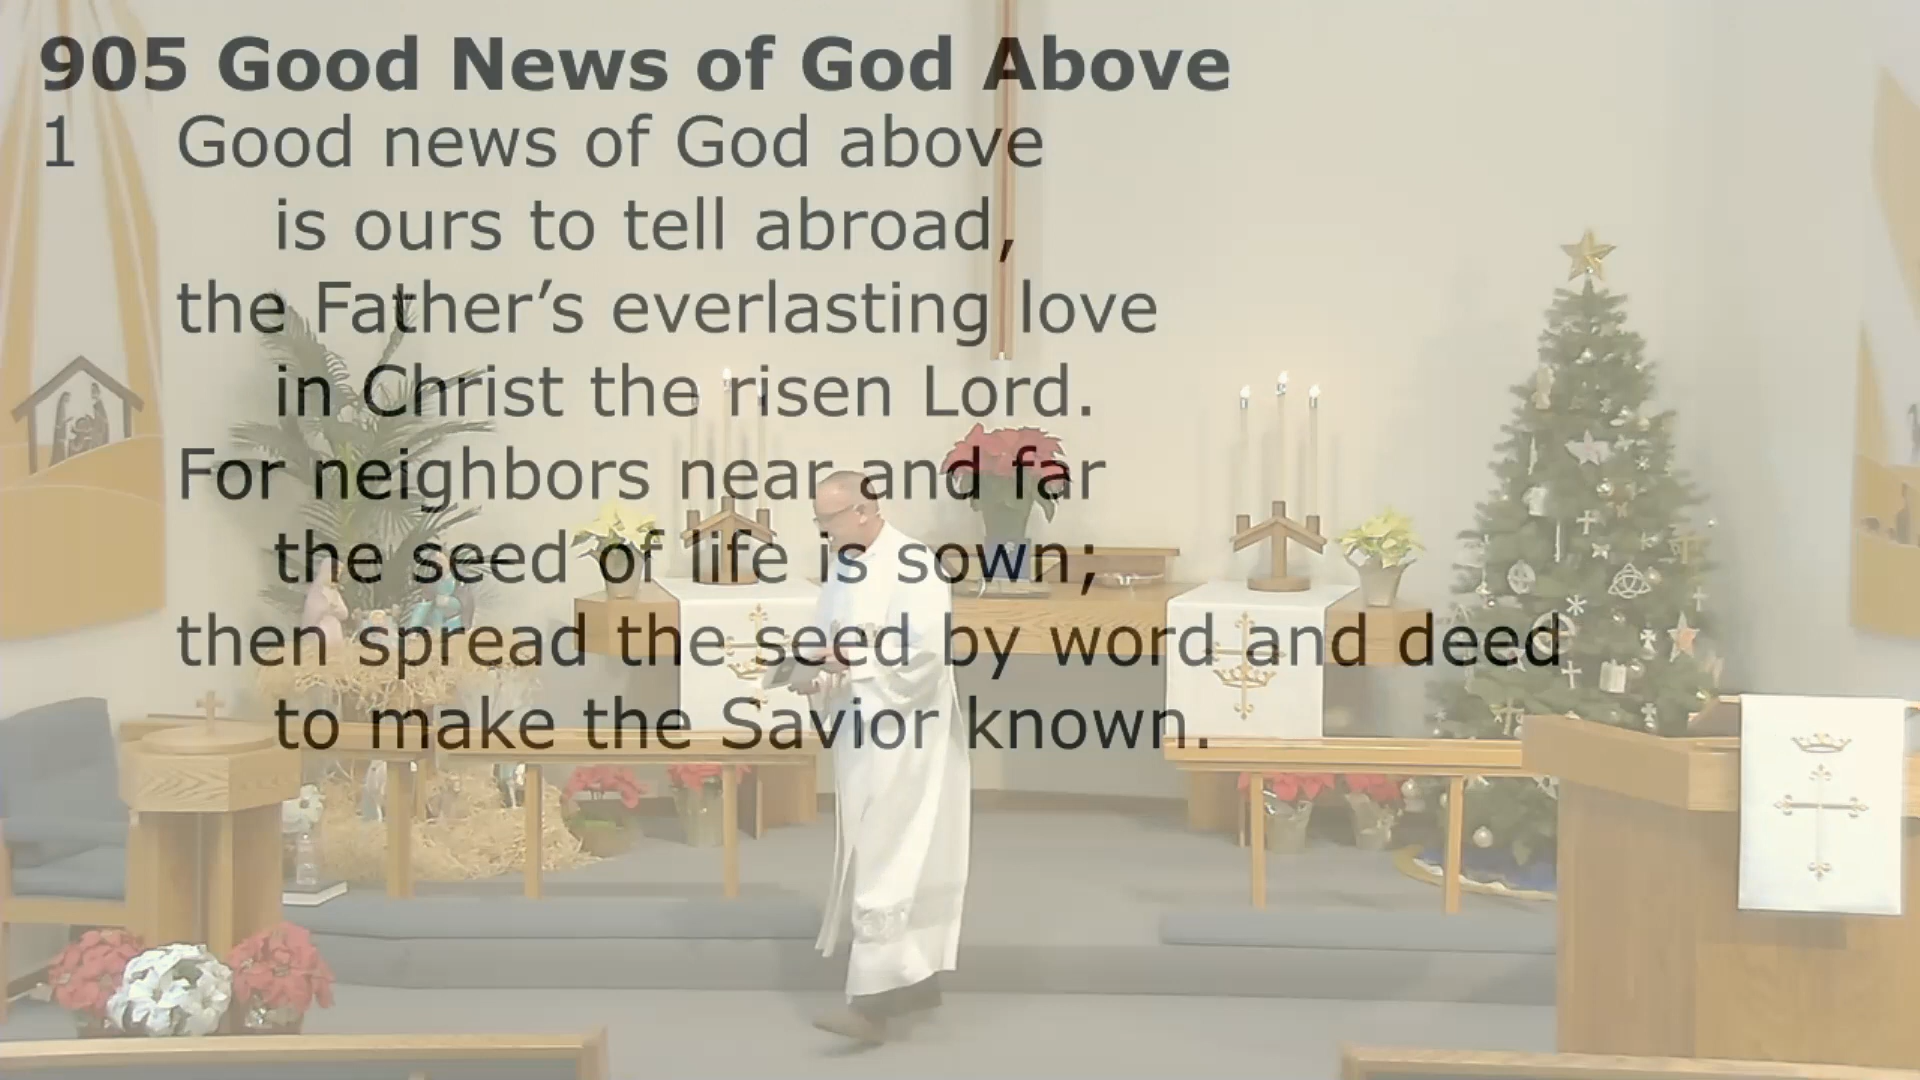 905 Good News of God Above
1 Good news of God above
is ours to tell abroad,
the Father’s everlasting love
in Christ the risen Lord.
For neighbors near and far
the seed of life is sown;
then spread the seed by word and deed
to make the Savior known.